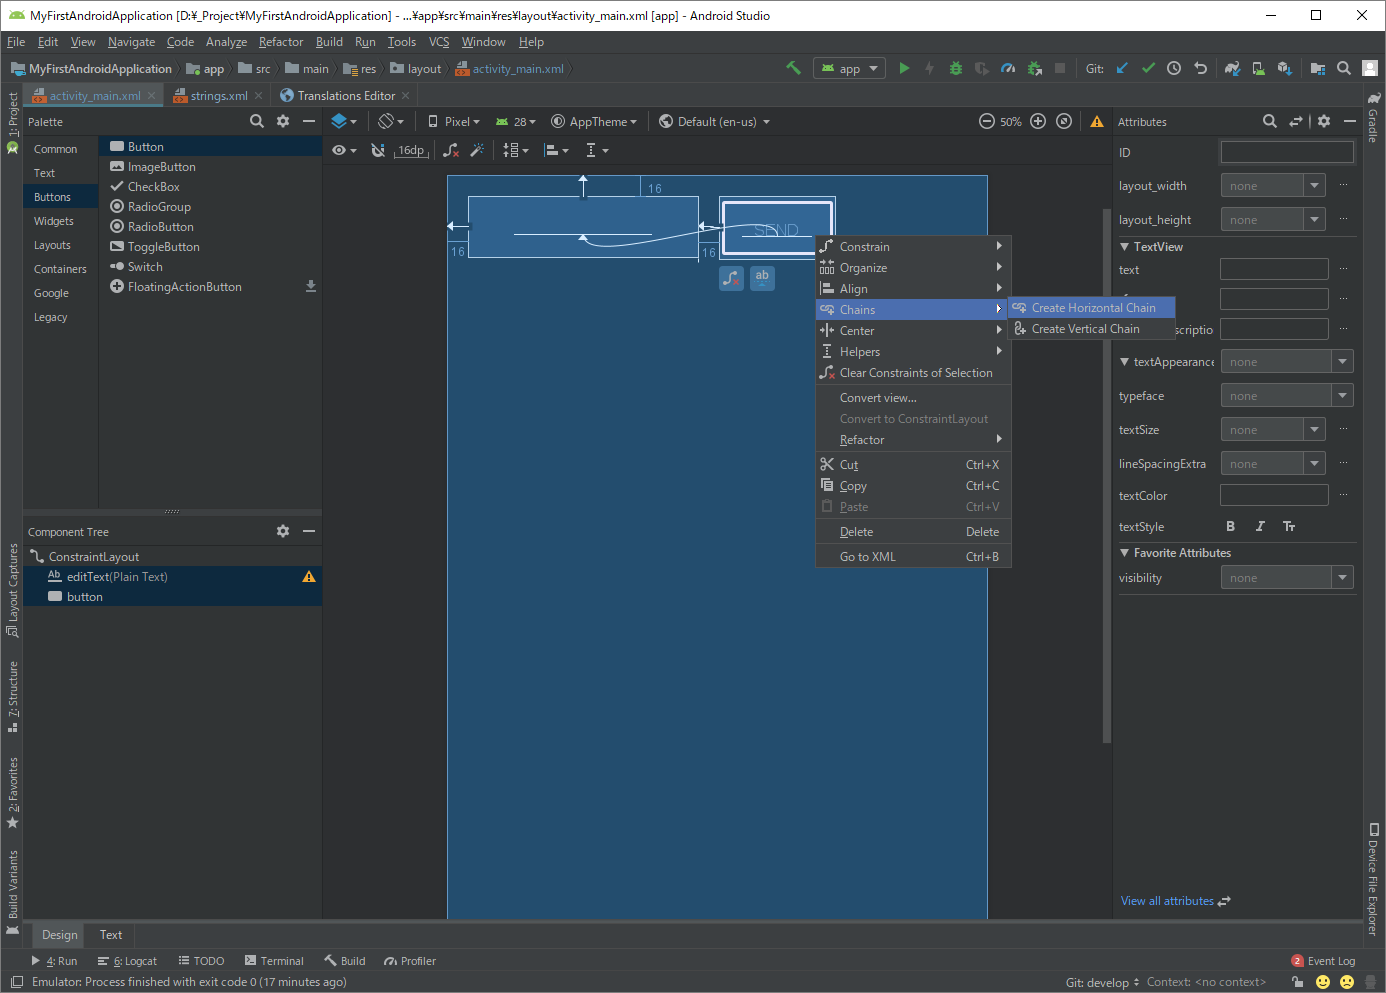 MyFirstAndroidApplication [D:¥_Project¥MyFirstAndroidApplication] - ...¥app¥src¥main¥res¥layout¥activity_main.xml [app] - Android Studio
File Edit View Navigate Code Analyze Refactor Build Run Tools VCS Window Help
MyFirstAndroidApplication app src main res layout activity_main.xml app Git:
activity_main.xml strings.xml Translations Editor
1: Project
Layout Captures
7: Structure
2: Favorites
Build Variants
Palette
Common
Text
Buttons
Widgets
Layouts
Containers
Google
Legacy
Button
ImageButton
CheckBox
RadioGroup
RadioButton
ToggleButton
Switch
FloatingActionButton
Component Tree
ConstraintLayout
Ab editText(Plain Text)
button
Pixel 28 AppTheme Default (en-us) 50%
16dp
16
16
16
SEND
ab
Constrain
Organize
Align
Chains
Center
Helpers
Clear Constraints of Selection
Convert view...
Convert to ConstraintLayout
Refactor
Cut Ctrl+X
Copy Ctrl+C
Paste Ctrl+V
Delete Delete
Go to XML Ctrl+B
Create Horizontal Chain
Create Vertical Chain
Attributes
ID
layout_width none
layout_height none
TextView
text
scriptio
textAppearance none
typeface none
textSize none
lineSpacingExtra none
textColor
textStyle B I Tт
Favorite Attributes
visibility none
View all attributes
Gradle
Device File Explorer
Design Text
4: Run 6: Logcat TODO Terminal Build Profiler 2 Event Log
Emulator: Process finished with exit code 0 (17 minutes ago) Git: develop Context: <no context>